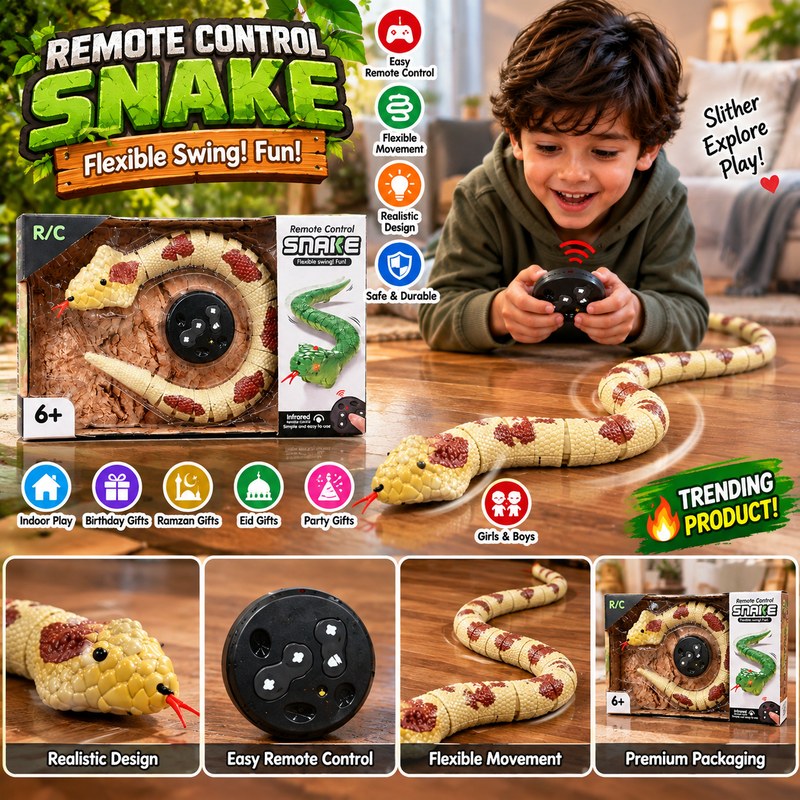 REMOTE CONTROL
SNAKE
Flexible Swing! Fun!
Easy
Remote Control
Flexible
Movement
Realistic
Design
Safe & Durable
Slither
Explore
Play!
R/C
Remote Control
SNAKE
Flexible swing! Fun!
6+
Infrared
Simple and easy to use
Indoor Play
Birthday Gifts
Ramzan Gifts
Eid Gifts
Party Gifts
Girls & Boys
TRENDING
PRODUCT!
R/C
Remote Control
SNAKE
Flexible swing! Fun!
6+
Infrared
Realistic Design
Easy Remote Control
Flexible Movement
Premium Packaging